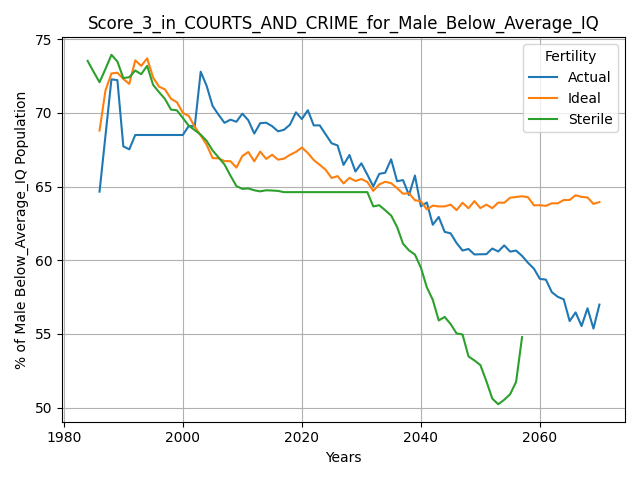 Score_3_in_COURTS_AND_CRIME_for_Male_Below_Average_IQ
% of Male Below_Average_IQ Population
75
70
65
60
55
50
Fertility
Actual
Ideal
Sterile
1980
2000
2020
2040
2060
Years